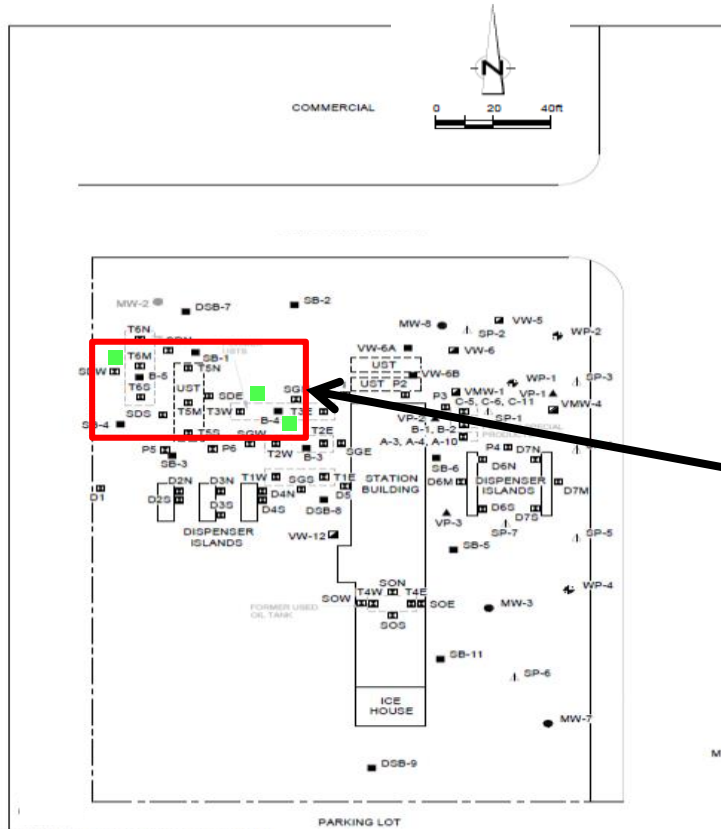 N
COMMERCIAL
0 20 40ft
MW-2
DSB-7
SB-2
MW-8
VW-5
SP-2
WP-2
T6N
SDN
SB-1
VW-6A
VW-6
UST
T6M
T5N
SDW
B-5
USTS
UST P2
VW-6B
WP-1
SP-3
T6S
UST
SDE
VMW-1
VP-1
P3
C-5, C-6, C-11
VMW-4
SDS
T5M
T3W
B-4
T3E
VP-2
SP-1
SB-4
T5S
SGW
T2E
B-1, B-2
A-3, A-4, A-10
P5
P6
T2W
B-3
SGE
P4
D7N
SB-3
SB-6
D6N
D1
D2N
D3N
T1W
SGS
T1E
STATION
BUILDING
D6M
DISPENSER
ISLANDS
D7M
D2S
D4N
D5
D3S
D4S
DSB-8
D6S
D7S
VP-3
SP-7
DISPENSER
ISLANDS
VW-12
SB-5
SP-5
SON
WP-4
T4W
T4E
SOW
SOE
MW-3
FORMER USED
OIL TANK
SOS
SB-11
SP-6
ICE
HOUSE
MW-7
M
DSB-9
PARKING LOT